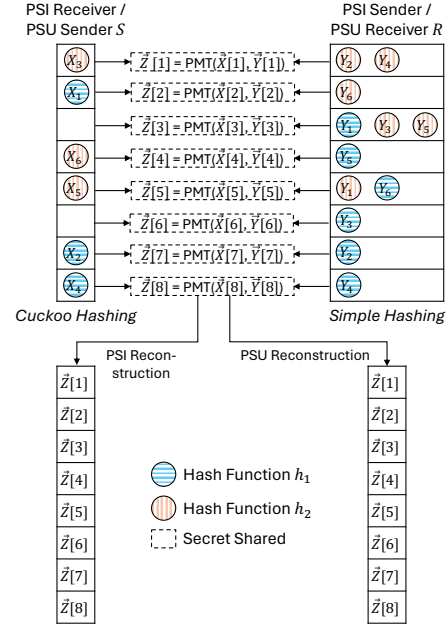 PSI Receiver /
PSU Sender S
PSI Sender /
PSU Receiver R
X₃ Z⃗[1] = PMT(X⃗[1], Y⃗[1]) Y₂ Y₄
X₁ Z⃗[2] = PMT(X⃗[2], Y⃗[2]) Y₆
Z⃗[3] = PMT(X⃗[3], Y⃗[3]) Y₁ Y₃ Y₅
X₆ Z⃗[4] = PMT(X⃗[4], Y⃗[4]) Y₅
X₅ Z⃗[5] = PMT(X⃗[5], Y⃗[5]) Y₁ Y₆
Z⃗[6] = PMT(X⃗[6], Y⃗[6]) Y₃
X₂ Z⃗[7] = PMT(X⃗[7], Y⃗[7]) Y₂
X₄ Z⃗[8] = PMT(X⃗[8], Y⃗[8]) Y₄
Cuckoo Hashing
Simple Hashing
PSI Recon-
struction
PSU Reconstruction
Z⃗[1]
Z⃗[2]
Z⃗[3]
Z⃗[4]
Z⃗[5]
Z⃗[6]
Z⃗[7]
Z⃗[8]
Hash Function h₁
Hash Function h₂
Secret Shared
Z⃗[1]
Z⃗[2]
Z⃗[3]
Z⃗[4]
Z⃗[5]
Z⃗[6]
Z⃗[7]
Z⃗[8]